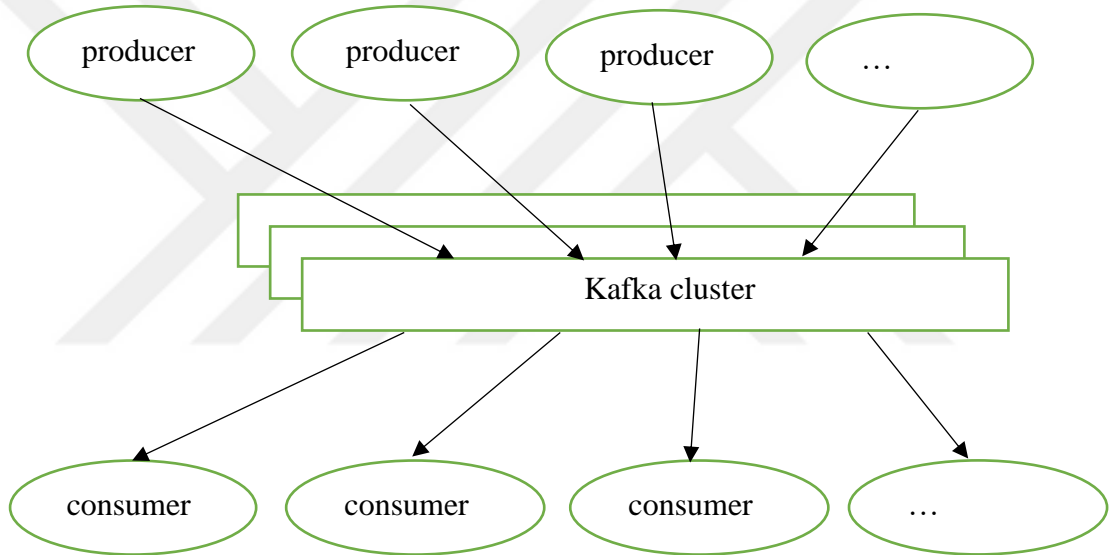 producer
producer
producer
…
Kafka cluster
consumer
consumer
consumer
…